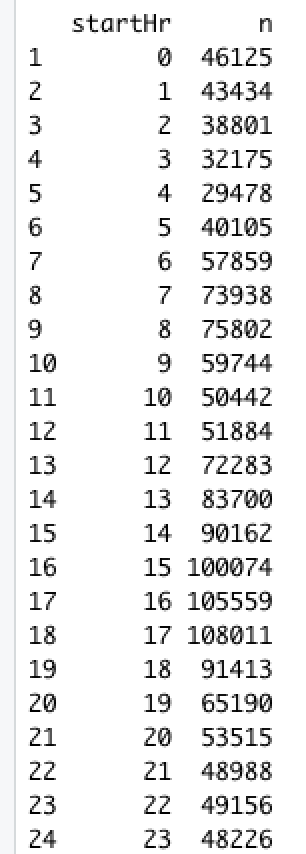 startHr n
1 0 46125
2 1 43434
3 2 38801
4 3 32175
5 4 29478
6 5 40105
7 6 57859
8 7 73938
9 8 75802
10 9 59744
11 10 50442
12 11 51884
13 12 72283
14 13 83700
15 14 90162
16 15 100074
17 16 105559
18 17 108011
19 18 91413
20 19 65190
21 20 53515
22 21 48988
23 22 49156
24 23 48226